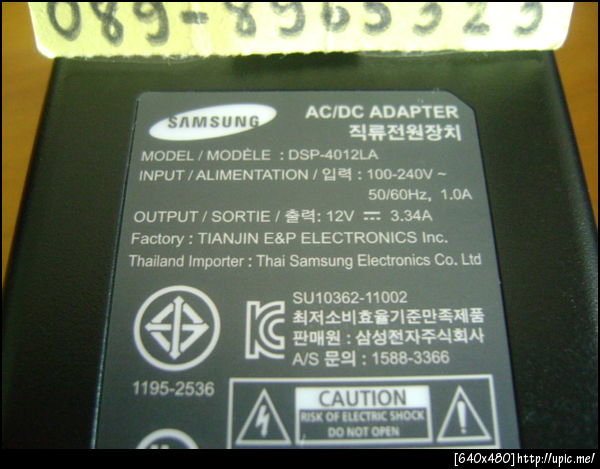 089-8965323
SAMSUNG
AC/DC ADAPTER
직류전원장치
MODEL / MODÈLE : DSP-4012LA
INPUT / ALIMENTATION / 입력 : 100-240V ~
50/60Hz, 1.0A
OUTPUT / SORTIE / 출력: 12V ⎓ 3.34A
Factory : TIANJIN E&P ELECTRONICS Inc.
Thailand Importer : Thai Samsung Electronics Co. Ltd
SU10362-11002
최저소비효율기준만족제품
판매원 : 삼성전자주식회사
A/S 문의 : 1588-3366
1195-2536
CAUTION
RISK OF ELECTRIC SHOCK
DO NOT OPEN
[640x480]http://upic.me/